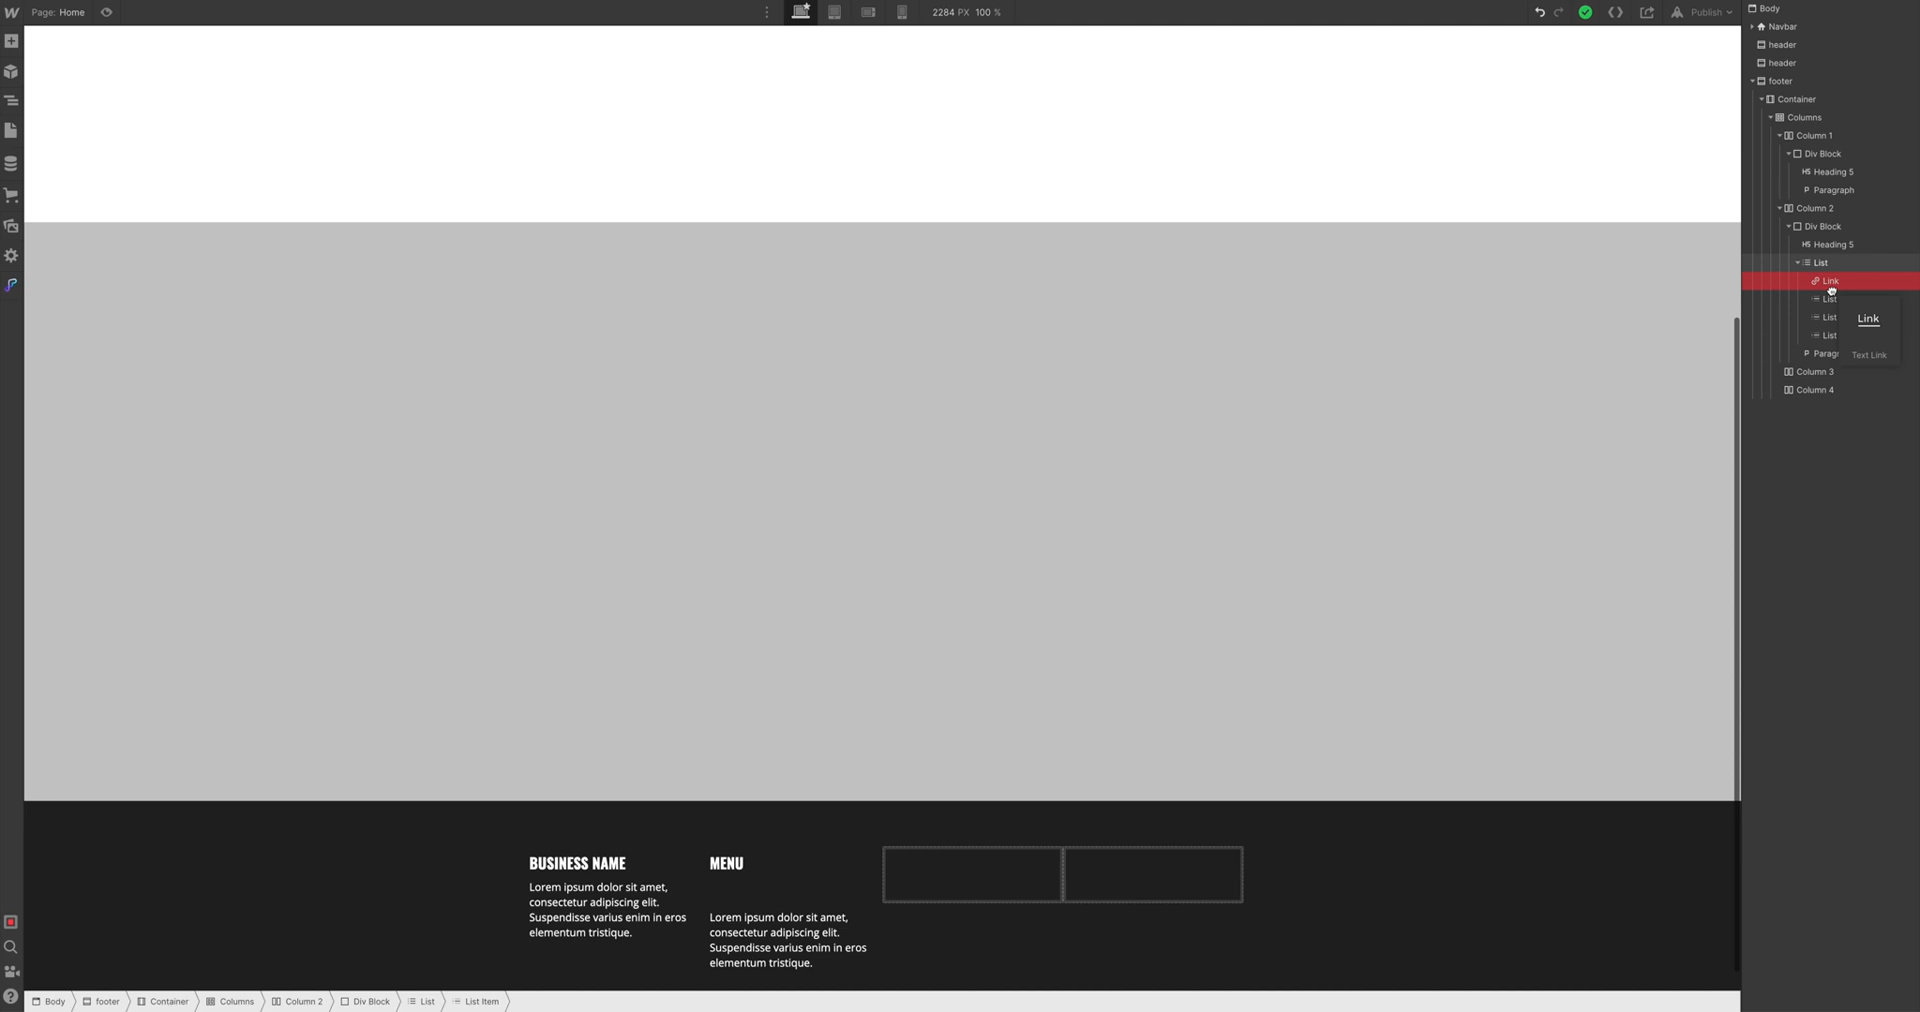 Page: Home
2284 PX 100 %
Publish
Body
Navbar
header
header
footer
Container
Columns
Column 1
Div Block
H5 Heading 5
P Paragraph
Column 2
Div Block
H5 Heading 5
List
Link
List
List
List
P Paragr
Column 3
Column 4
Link
Text Link
BUSINESS NAME
Lorem ipsum dolor sit amet,
consectetur adipiscing elit.
Suspendisse varius enim in eros
elementum tristique.
MENU
Lorem ipsum dolor sit amet,
consectetur adipiscing elit.
Suspendisse varius enim in eros
elementum tristique.
Body footer Container Columns Column 2 Div Block List List Item